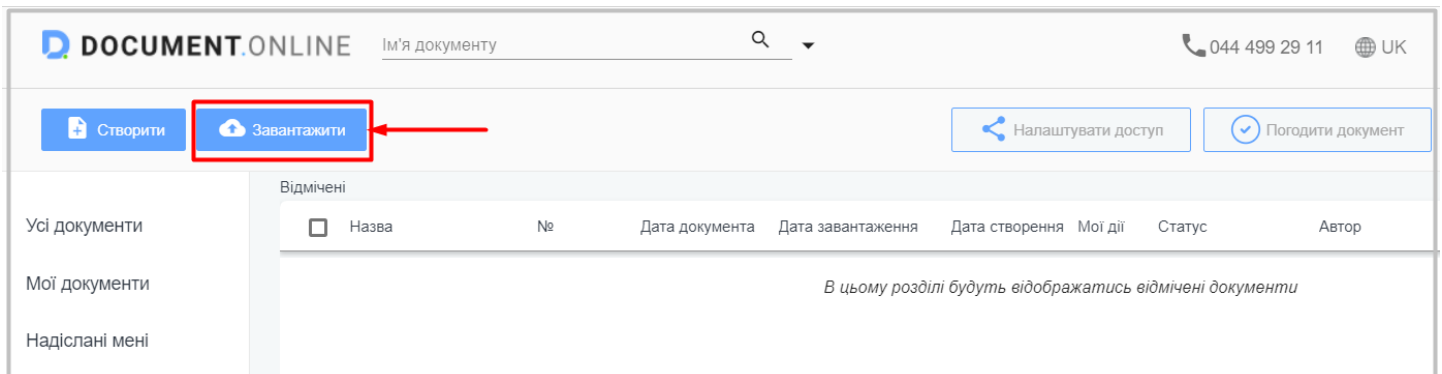 DOCUMENT.ONLINE Ім'я документу 044 499 29 11 UK
Створити Завантажити Налаштувати доступ Погодити документ
Відмічені
Усі документи Назва № Дата документа Дата завантаження Дата створення Мої дії Статус Автор
Мої документи В цьому розділі будуть відображатись відмічені документи
Надіслані мені